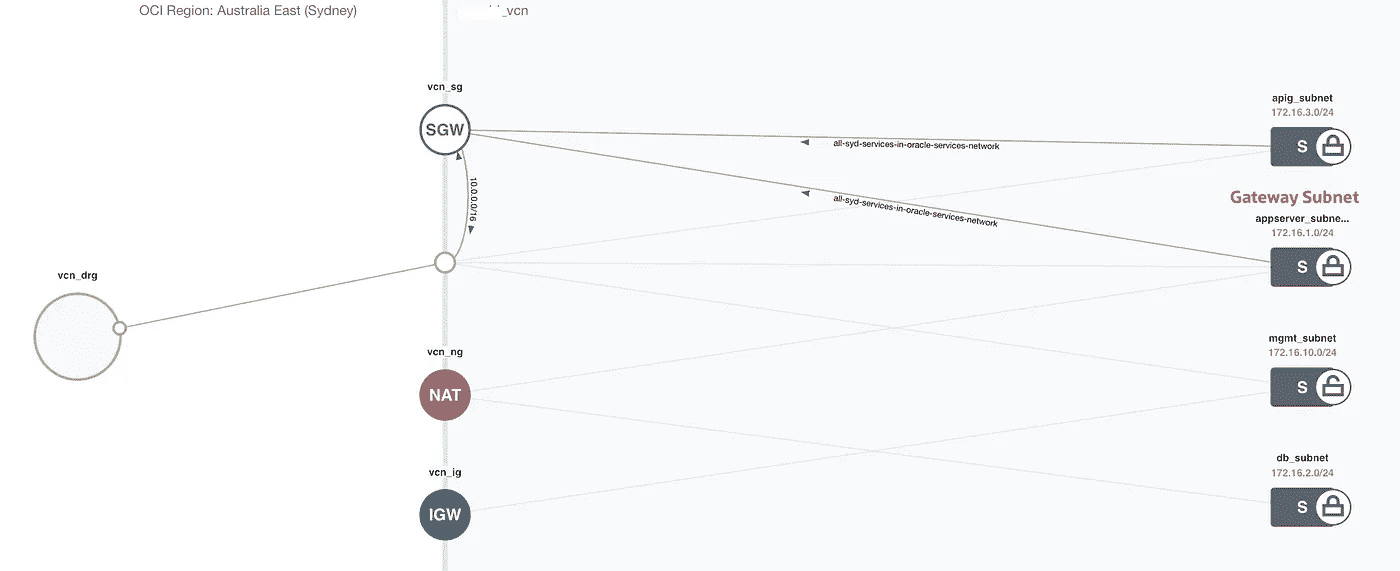 OCI Region: Australia East (Sydney)
_vcn
vcn_sg
SGW
10.0.0.0/16
all-syd-services-in-oracle-services-network
all-syd-services-in-oracle-services-network
apig_subnet
172.16.3.0/24
S
Gateway Subnet
appserver_subne...
172.16.1.0/24
S
vcn_drg
vcn_ng
NAT
mgmt_subnet
172.16.10.0/24
S
vcn_ig
IGW
db_subnet
172.16.2.0/24
S